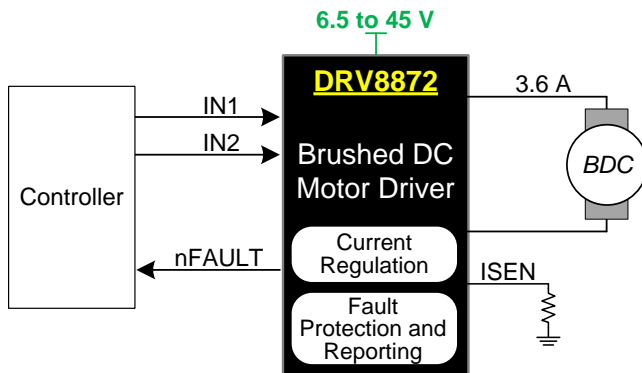 6.5 to 45 V
DRV8872
3.6 A
IN1
IN2
Brushed DC
Motor Driver
BDC
Controller
nFAULT
Current
Regulation
ISEN
Fault
Protection and
Reporting